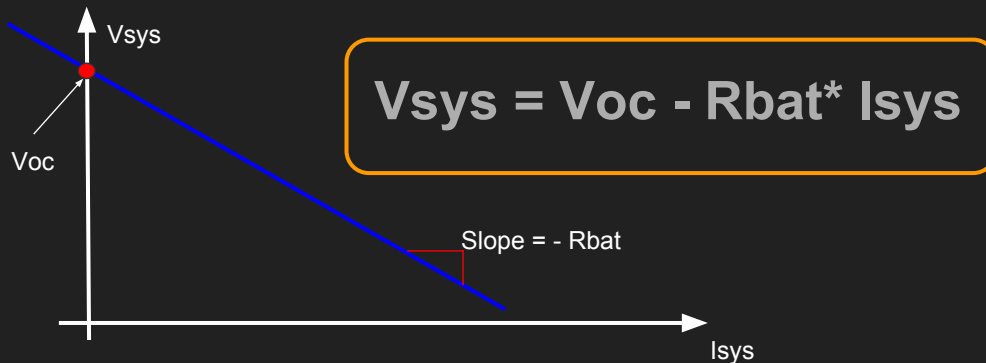 Vsys
Vsys = Voc - Rbat* Isys
Voc
Slope = - Rbat
Isys